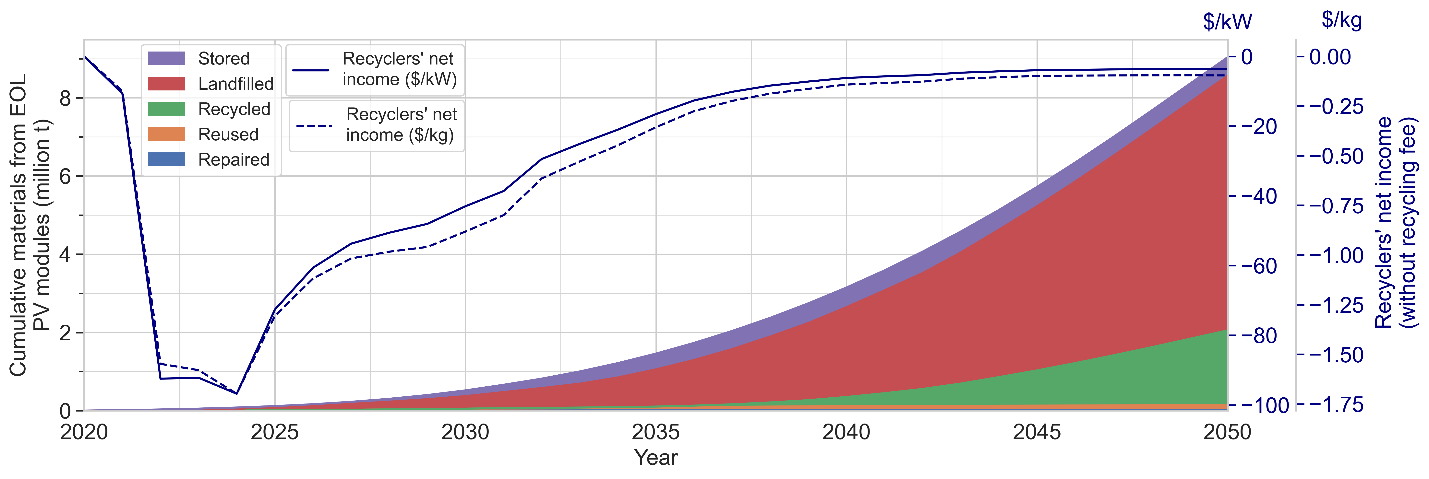 $/kW
$/kg
Stored
Landfilled
Recycled
Reused
Repaired
Recyclers' net
income ($/kW)
Recyclers' net
income ($/kg)
Cumulative materials from EOL
PV modules (million t)
8
6
4
2
0
2020
2025
2030
2035
2040
2045
2050
Year
0
−20
−40
−60
−80
−100
0.00
−0.25
−0.50
−0.75
−1.00
−1.25
−1.50
−1.75
Recyclers' net income
(without recycling fee)